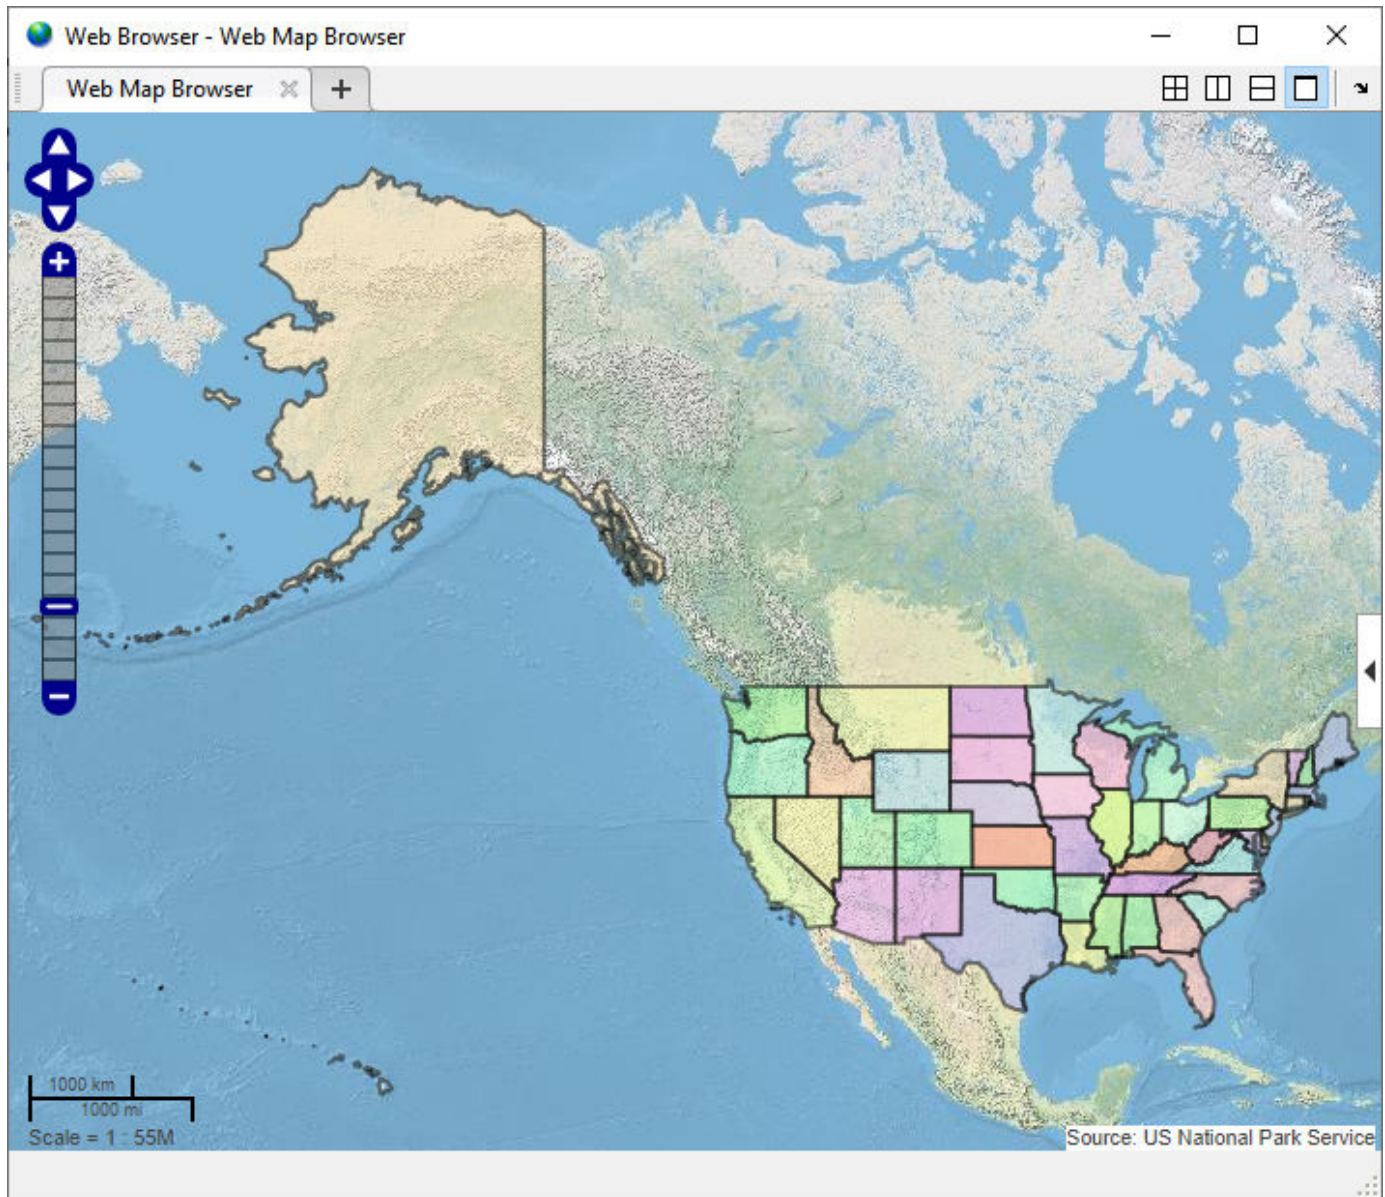 Web Browser - Web Map Browser
Web Map Browser
1000 km
1000 mi
Scale = 1 : 55M
Source: US National Park Service